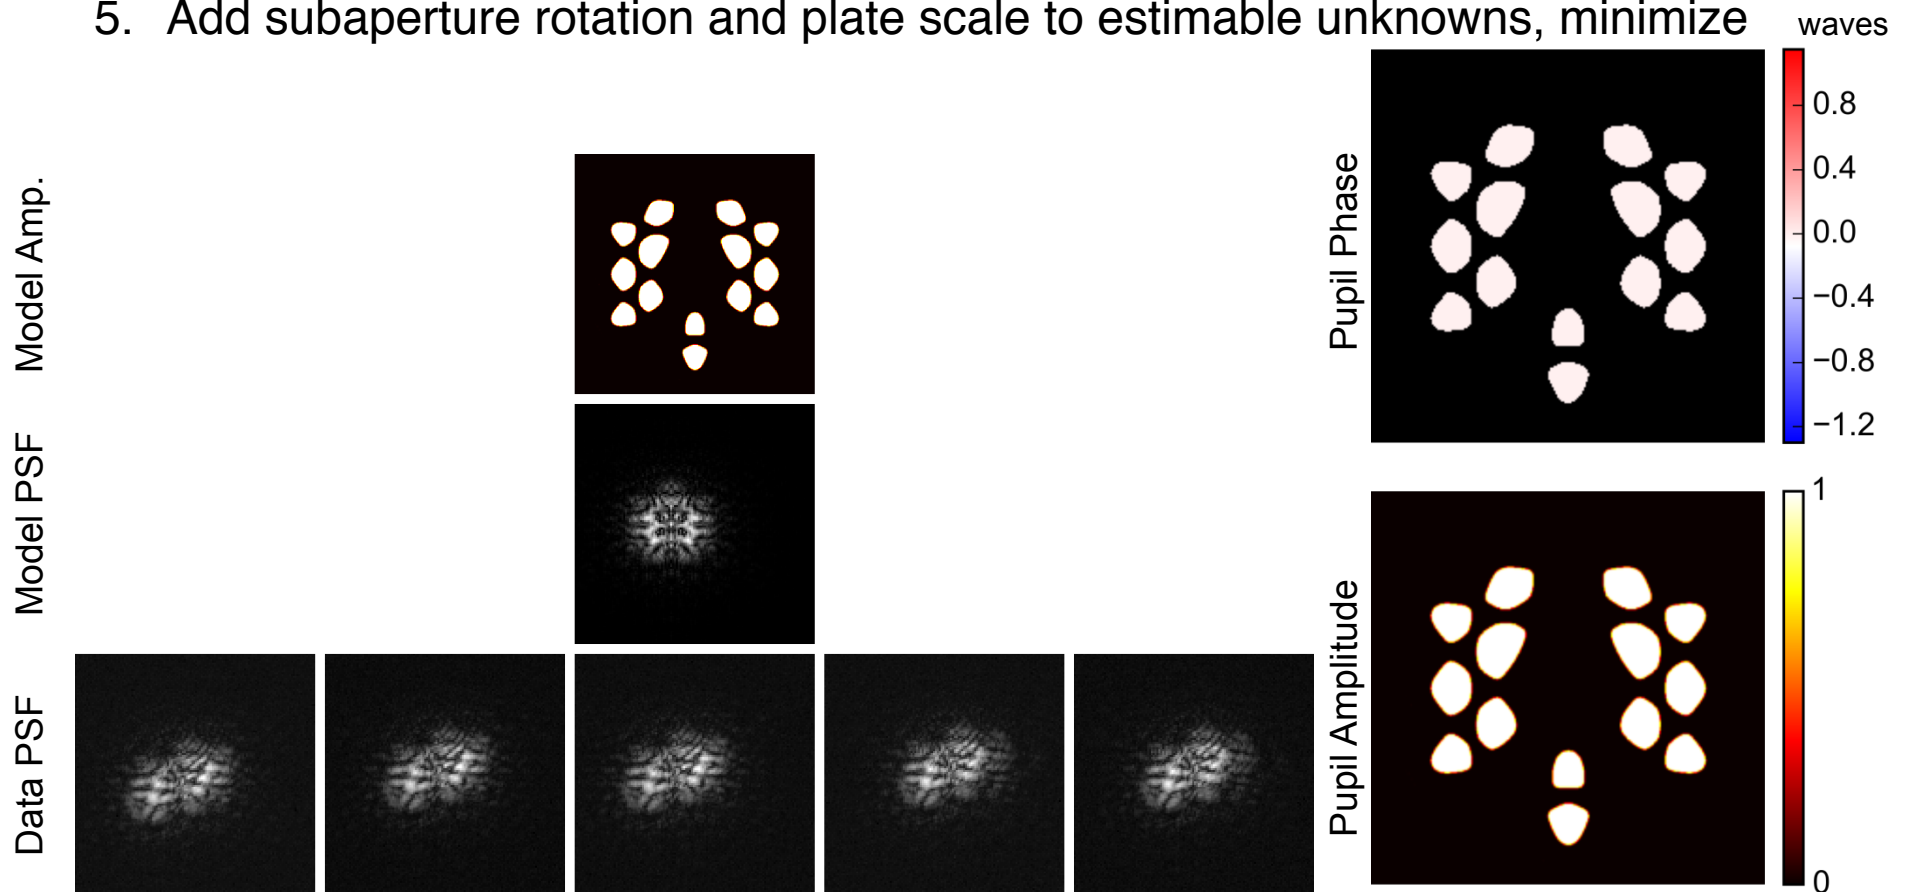 5. Add subaperture rotation and plate scale to estimable unknowns, minimize
waves
Model Amp.
Model PSF
Data PSF
Pupil Phase
0.8
0.4
0.0
−0.4
−0.8
−1.2
Pupil Amplitude
1
0